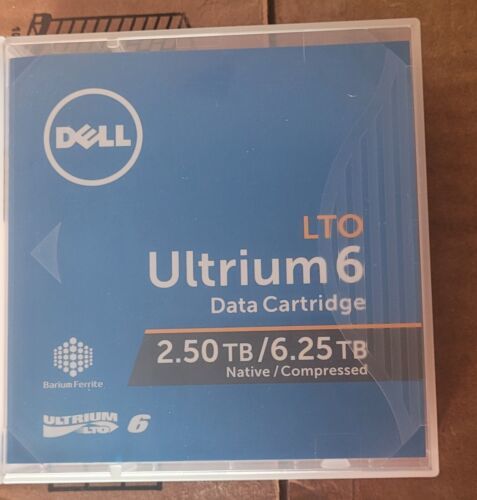 DELL
LTO
Ultrium 6
Data Cartridge
2.50 TB/6.25 TB
Native/Compressed
Barium Ferrite
ULTRIUM
LTO 6